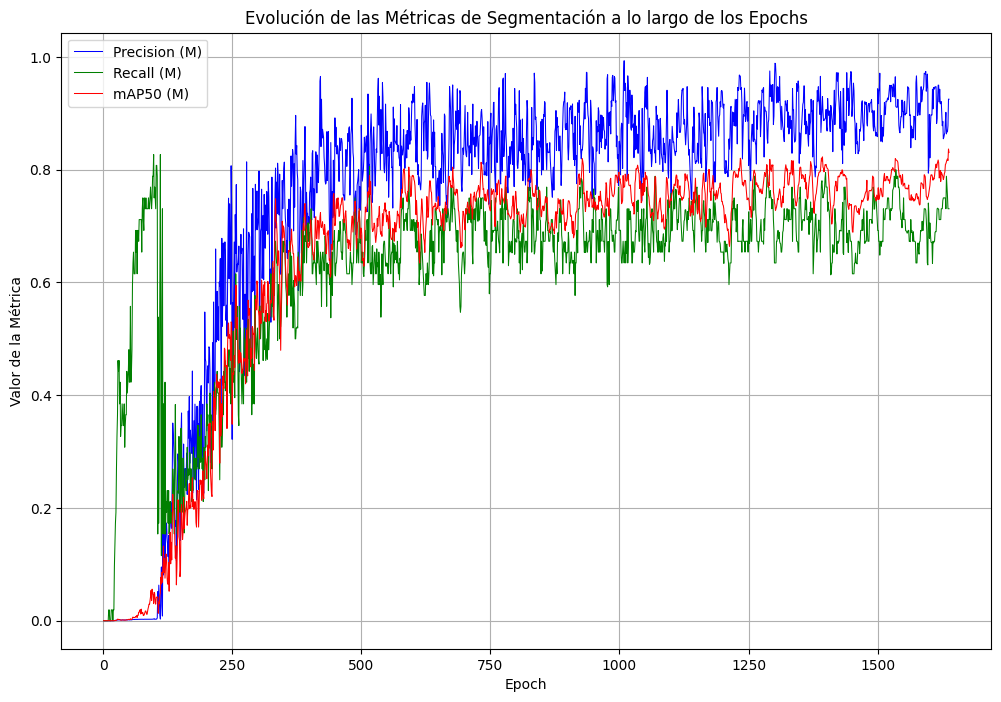 Evolución de las Métricas de Segmentación a lo largo de los Epochs
Precision (M)
Recall (M)
mAP50 (M)
Valor de la Métrica
1.0
0.8
0.6
0.4
0.2
0.0
0
250
500
750
1000
1250
1500
Epoch